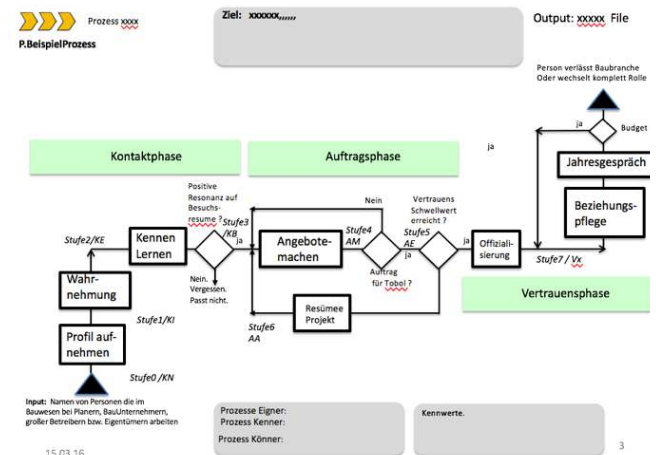 Prozess xxxx
P.BeispielProzess
Ziel: xxxxxx,,,,,,
Output: xxxxx File
Person verlässt Baubranche
Oder wechselt komplett Rolle
ja
Budget
ja
Jahresgespräch
Beziehungs-
pflege
Kontaktphase
Auftragsphase
Positive
Resonanz auf
Besuchs-
resume ?
Stufe3
/KB
ja
Nein
Vertrauens
Schwellwert
erreicht ?
Stufe2/KE
Kennen
Lernen
Angebote-
machen
Stufe4
AM
Stufe5
AE
ja
ja
Offiziali-
sierung
Stufe7 / Vx
Nein.
Vergessen.
Passt nicht.
Auftrag
für Tobol ?
Wahr-
nehmung
Vertrauensphase
Resümee
Projekt
Stufe1/KI
Stufe6
AA
Profil auf-
nehmen
Stufe0 /KN
Input: Namen von Personen die im
Bauwesen bei Planern, BauUnternehmern,
großer Betreibern bzw. Eigentümern arbeiten
Prozesse Eigner:
Prozess Kenner:
Prozess Könner:
Kennwerte.
15.03.16
3